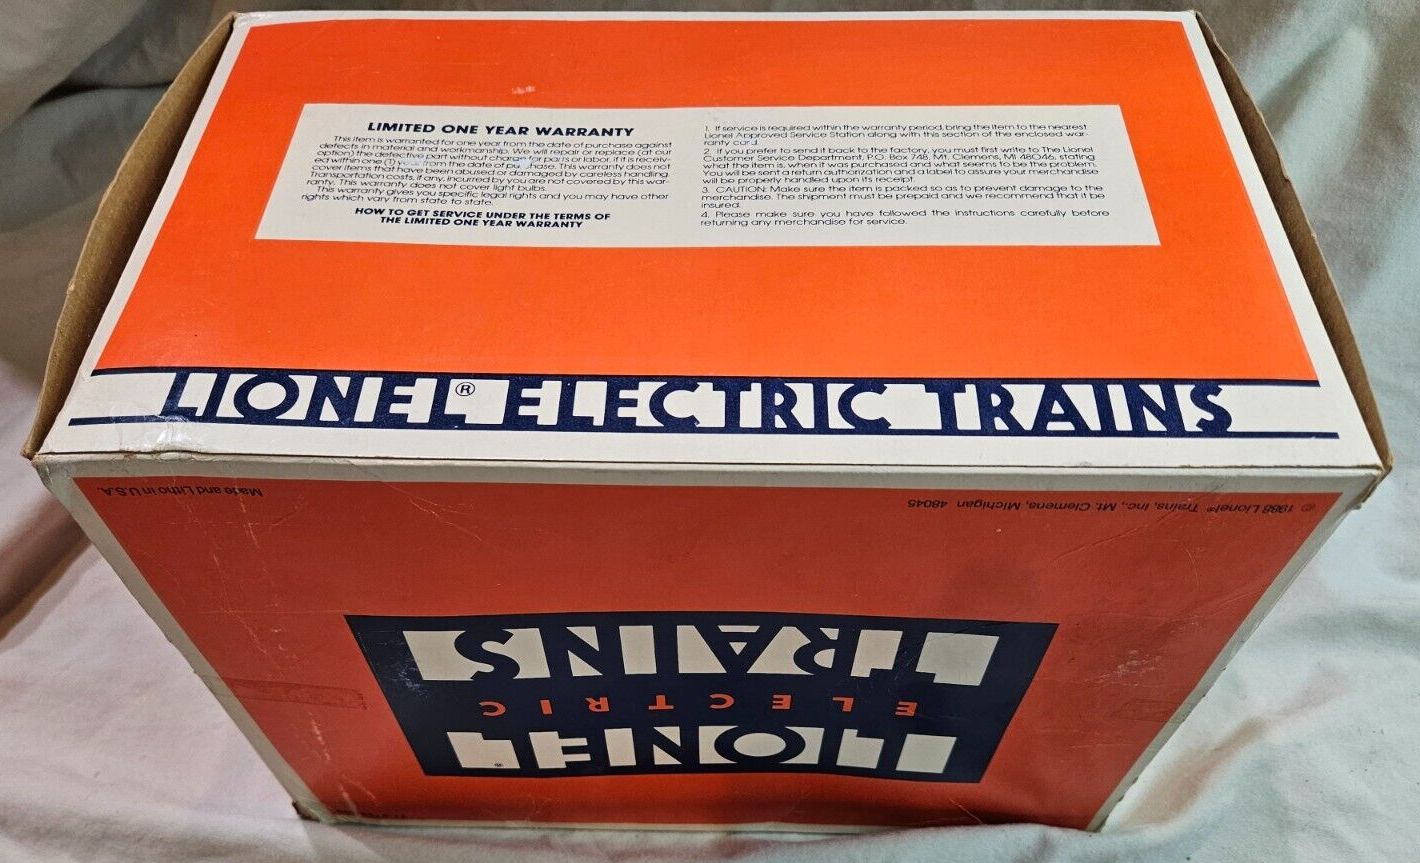 LIMITED ONE YEAR WARRANTY
This item is warranted for one year from the date of purchase against
defects in material and workmanship. We will repair or replace (at our
option) the defective part without charge for parts or labor, if it is receiv-
ed within one (1) year from the date of purchase. This warranty does not
cover items that have been abused or damaged by careless handling.
Transportation costs, if any, incurred by you are not covered by this war-
ranty. This warranty does not cover light bulbs.
This warranty gives you specific legal rights and you may have other
rights which vary from state to state.
HOW TO GET SERVICE UNDER THE TERMS OF
THE LIMITED ONE YEAR WARRANTY
1. If service is required within the warranty period, bring the item to the nearest
Lionel Approved Service Station along with this section of the enclosed war-
ranty card.
2. If you prefer to send it back to the factory, you must first write to The Lionel
Customer Service Department, P.O. Box 748, Mt. Clemens, MI 48046, stating
what the item is, when it was purchased and what seems to be the problem.
You will be sent a return authorization and a label to assure your merchandise
will be properly handled upon its receipt.
3. CAUTION: Make sure the item is packed so as to prevent damage to the
merchandise. The shipment must be prepaid and we recommend that it be
insured.
4. Please make sure you have followed the instructions carefully before
returning any merchandise for service.
LIONEL® ELECTRIC TRAINS
© 1988 Lionel® Trains, Inc., Mt. Clemens, Michigan 48045
Made and Litho in U.S.A.
LIONEL®
ELECTRIC
TRAINS